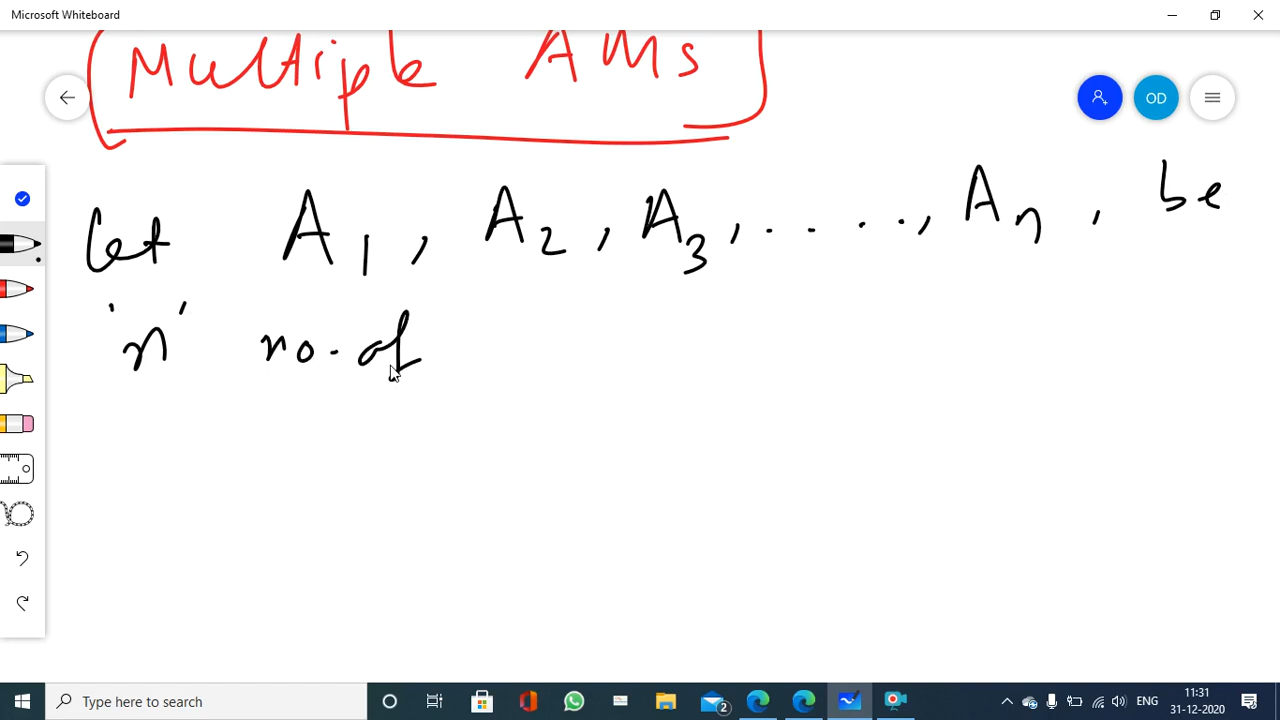 Microsoft Whiteboard
Multiple AMs
OD
let A1, A2, A3, . . . ., An, be
'n' no. of
Type here to search
2
ENG
11:31
31-12-2020